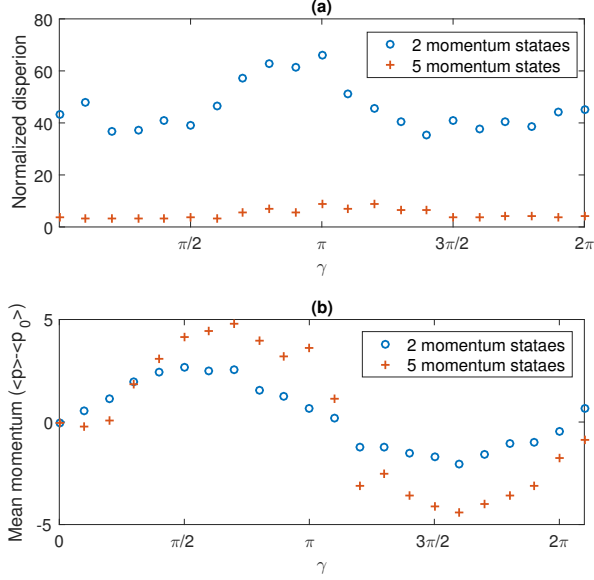 (a)
80
60
40
20
0
Normalized disperion
2 momentum stataes
5 momentum states
π/2
π
3π/2
2π
γ
(b)
5
0
-5
Mean momentum (<p>-<p₀>)
2 momentum stataes
5 momentum stataes
0
π/2
π
3π/2
2π
γ